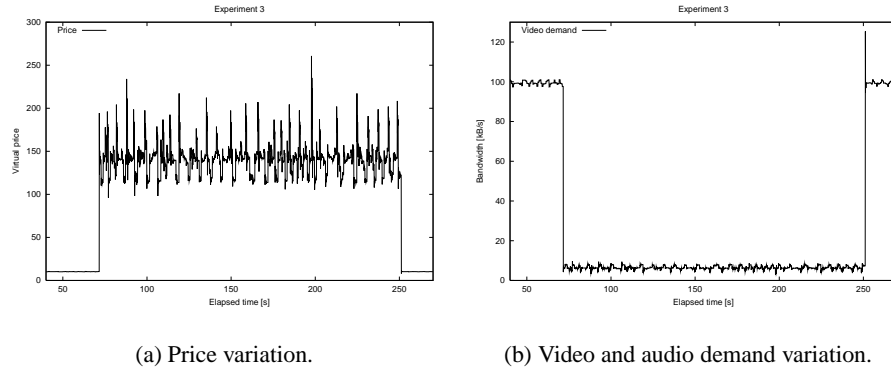 Experiment 3
300
250
200
150
100
50
0
Price
Virtual price
50 100 150 200 250
Elapsed time [s]
(a) Price variation.
Experiment 3
120
100
80
60
40
20
0
Video demand
Bandwidth [kB/s]
50 100 150 200 250
Elapsed time [s]
(b) Video and audio demand variation.